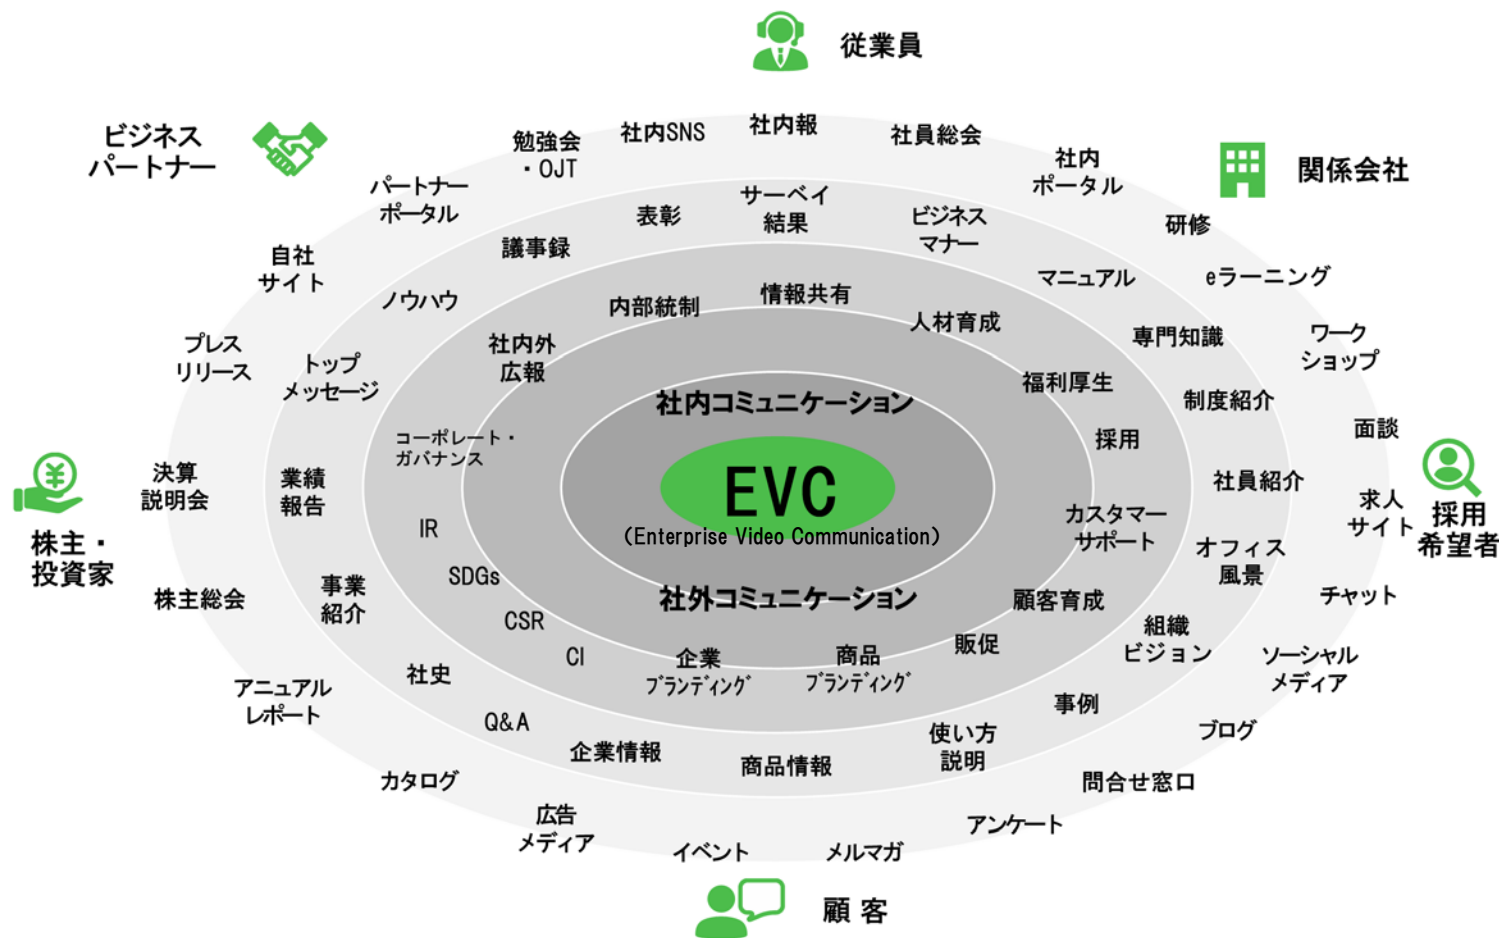 従業員
ビジネス
パートナー
関係会社
勉強会
・OJT
社内SNS
社内報
社員総会
社内
ポータル
パートナー
ポータル
研修
自社
サイト
eラーニング
プレス
リリース
ワーク
ショップ
議事録
表彰
サーベイ
結果
ビジネス
マナー
マニュアル
ノウハウ
専門知識
トップ
メッセージ
制度紹介
内部統制
情報共有
人材育成
社内外
広報
福利厚生
社内コミュニケーション
コーポレート・
ガバナンス
採用
面談
決算
説明会
業績
報告
社員紹介
求人
サイト
採用
希望者
株主・
投資家
EVC
(Enterprise Video Communication)
IR
カスタマー
サポート
オフィス
風景
SDGs
事業
紹介
株主総会
社外コミュニケーション
顧客育成
チャット
CSR
CI
企業
ブランディング
商品
ブランディング
販促
組織
ビジョン
ソーシャル
メディア
社史
アニュアル
レポート
事例
Q&A
企業情報
商品情報
使い方
説明
ブログ
カタログ
問合せ窓口
広告
メディア
イベント
メルマガ
アンケート
顧客